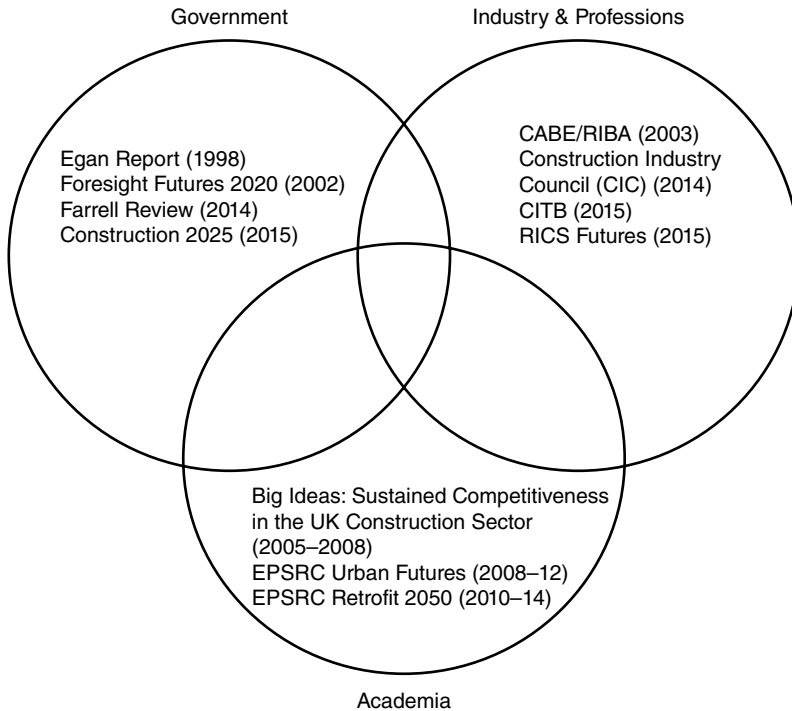 Government
Industry & Professions
Egan Report (1998)
Foresight Futures 2020 (2002)
Farrell Review (2014)
Construction 2025 (2015)
CABE/RIBA (2003)
Construction Industry
Council (CIC) (2014)
CITB (2015)
RICS Futures (2015)
Big Ideas: Sustained Competitiveness
in the UK Construction Sector
(2005–2008)
EPSRC Urban Futures (2008–12)
EPSRC Retrofit 2050 (2010–14)
Academia